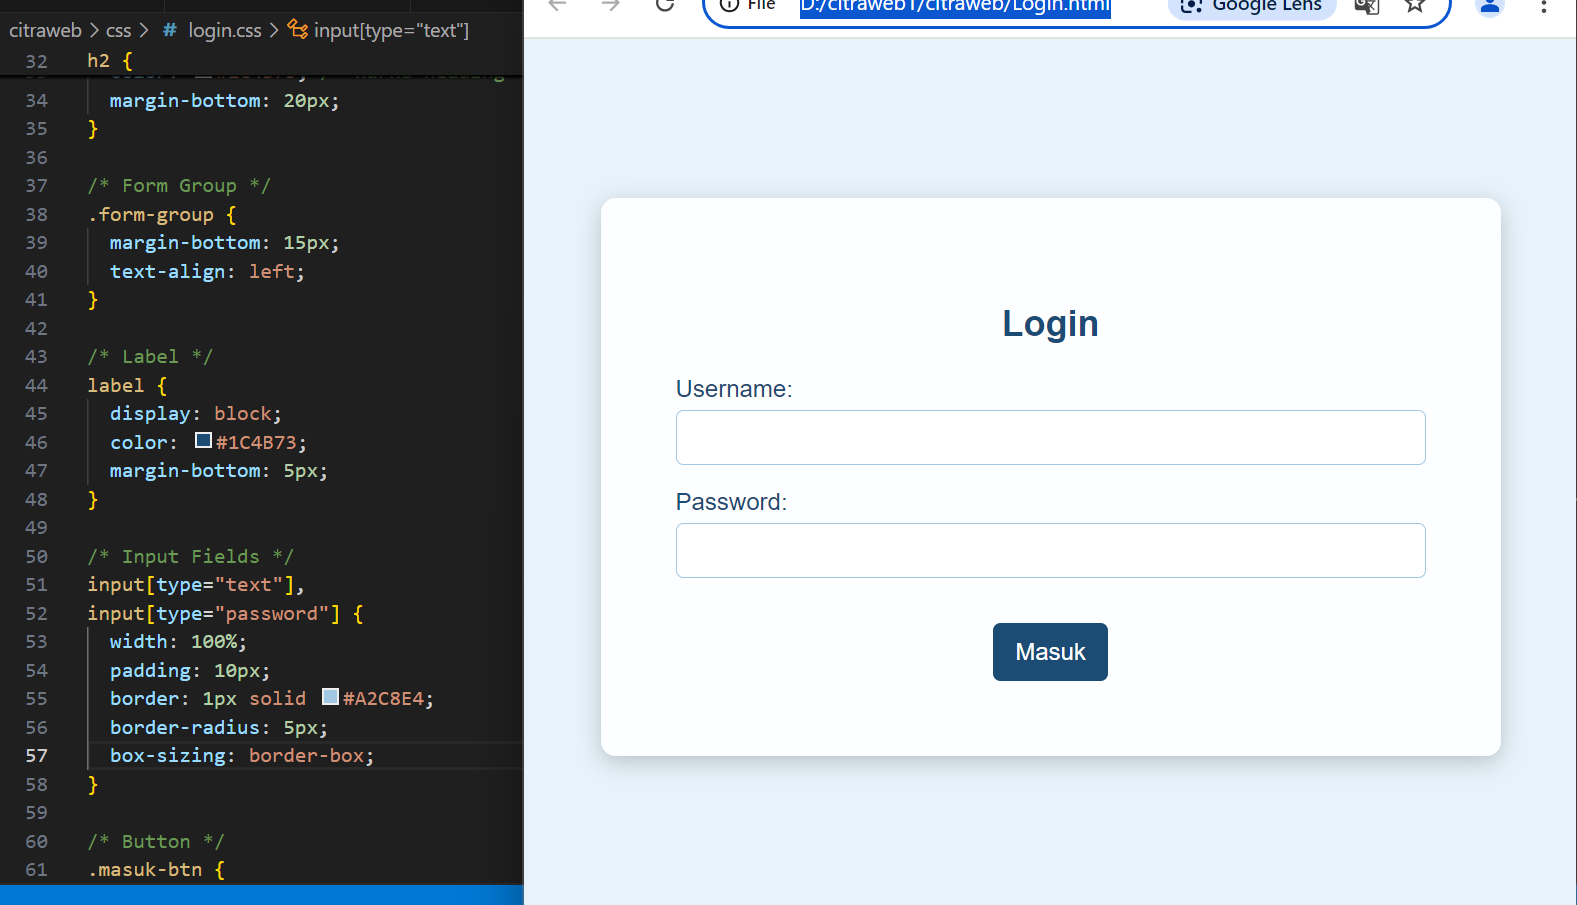 citraweb > css > # login.css > input[type="text"]
32 h2 {
34 margin-bottom: 20px;
35 }
36
37 /* Form Group */
38 .form-group {
39 margin-bottom: 15px;
40 text-align: left;
41 }
42
43 /* Label */
44 label {
45 display: block;
46 color: #1C4B73;
47 margin-bottom: 5px;
48 }
49
50 /* Input Fields */
51 input[type="text"],
52 input[type="password"] {
53 width: 100%;
54 padding: 10px;
55 border: 1px solid #A2C8E4;
56 border-radius: 5px;
57 box-sizing: border-box;
58 }
59
60 /* Button */
61 .masuk-btn {
File D:/citraweb1/citraweb/Login.html Google Lens
Login
Username:
Password:
Masuk